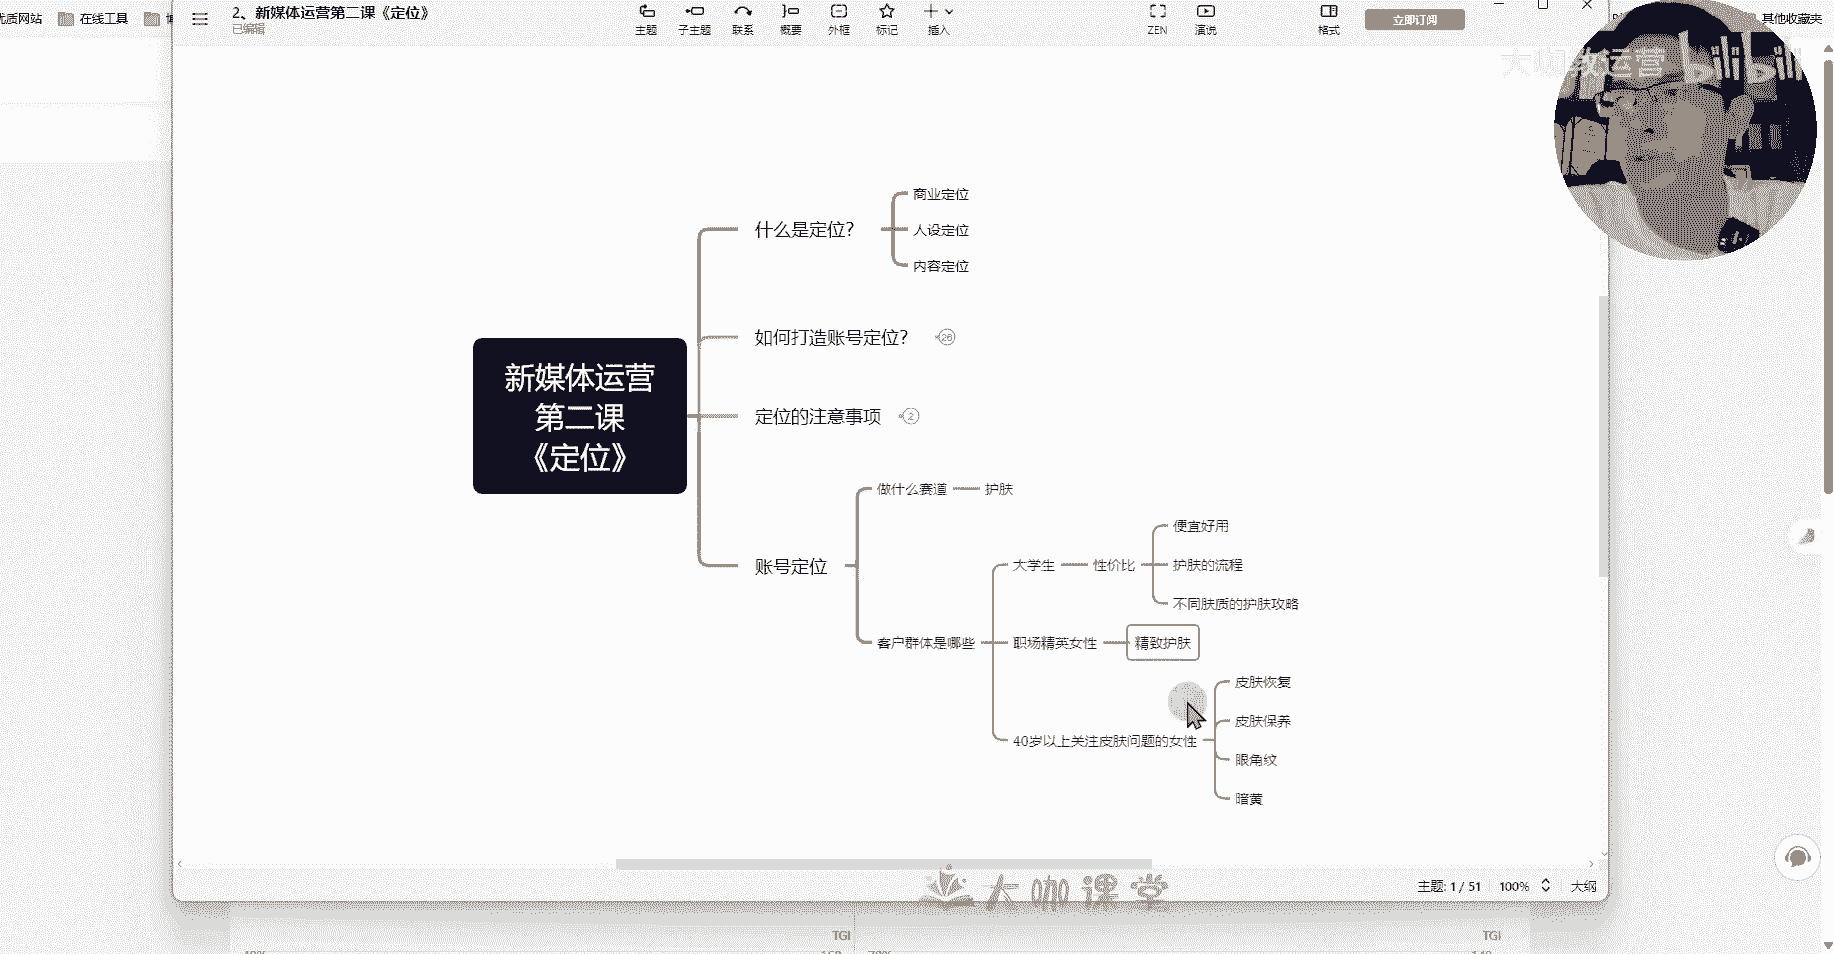 优质网站
在线工具
2、新媒体运营第二课《定位》
已编辑
主题
子主题
联系
概要
外框
标记
插入
ZEN
演说
格式
立即订阅
其他收藏夹
大咖教运营 bilibili
什么是定位？
商业定位
人设定位
内容定位
如何打造账号定位？
26
定位的注意事项
2
新媒体运营
第二课
《定位》
账号定位
做什么赛道
护肤
客户群体是哪些
大学生
性价比
便宜好用
护肤的流程
不同肤质的护肤攻略
职场精英女性
精致护肤
40岁以上关注皮肤问题的女性
皮肤恢复
皮肤保养
眼角纹
暗黄
主题: 1 / 51
100%
大纲
大咖课堂
TGI
TGI